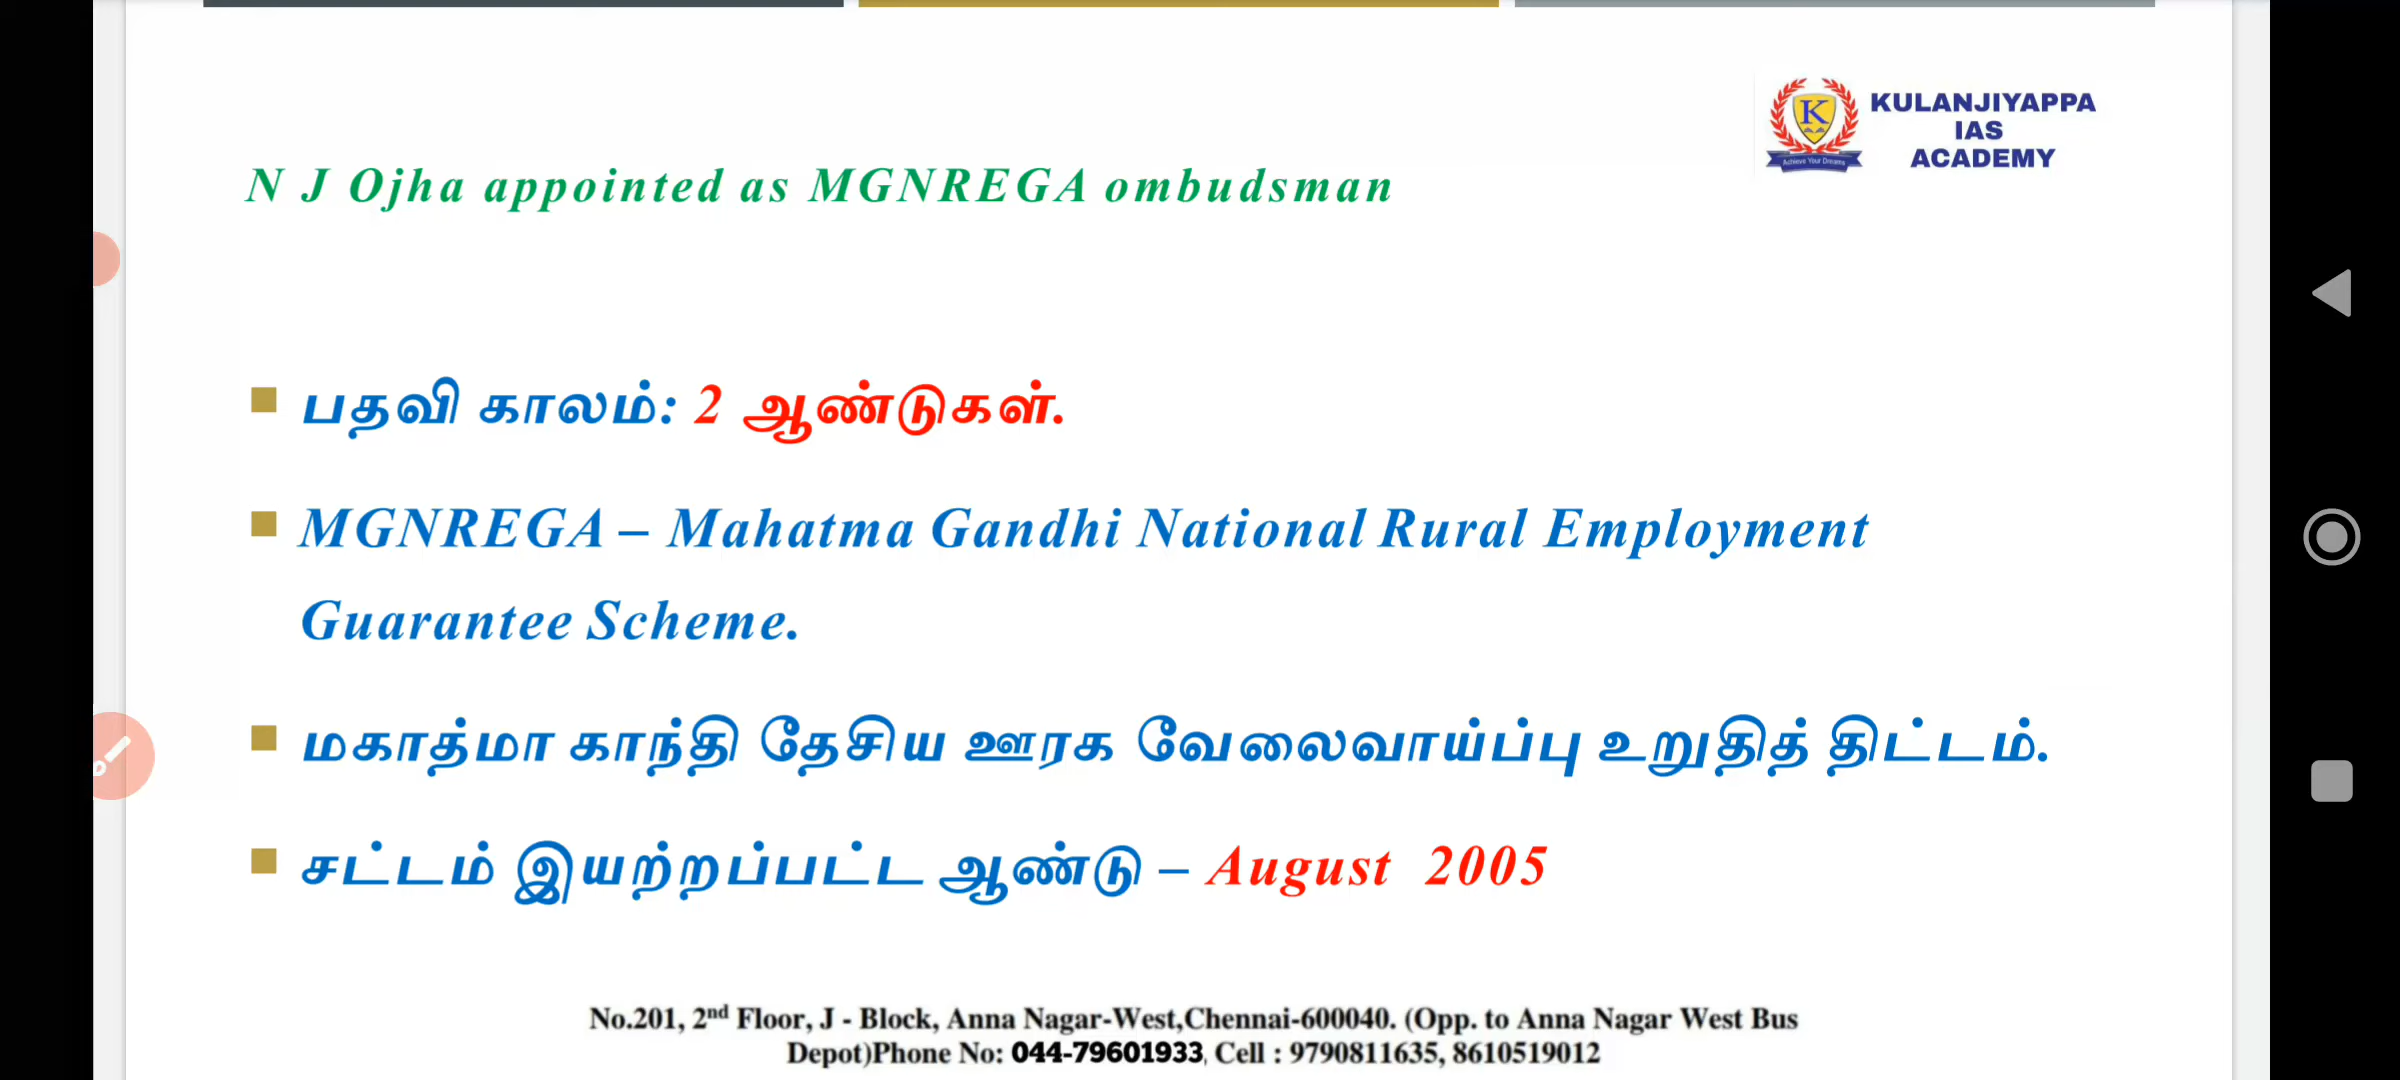 KULANJIYAPPA
IAS
ACADEMY
K
Achieve Your Dreams
N J Ojha appointed as MGNREGA ombudsman
பதவி காலம்: 2 ஆண்டுகள்.
MGNREGA – Mahatma Gandhi National Rural Employment
Guarantee Scheme.
மகாத்மா காந்தி தேசிய ஊரக வேலைவாய்ப்பு உறுதித் திட்டம்.
சட்டம் இயற்றப்பட்ட ஆண்டு – August 2005
No.201, 2nd Floor, J - Block, Anna Nagar-West,Chennai-600040. (Opp. to Anna Nagar West Bus
Depot)Phone No: 044-79601933, Cell : 9790811635, 8610519012